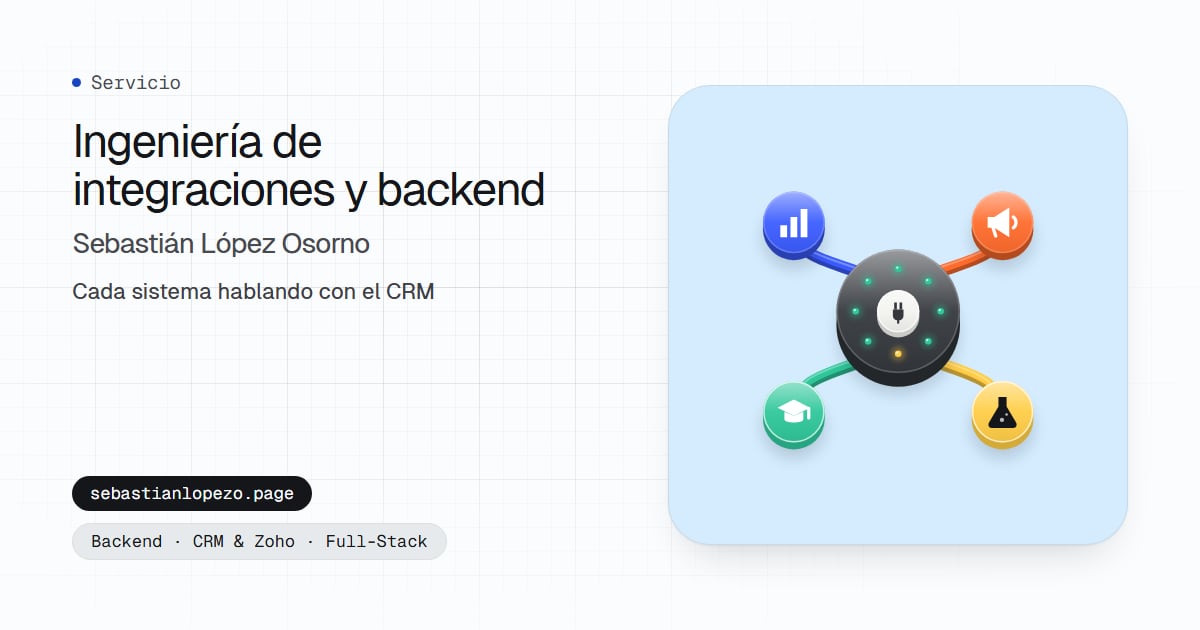 Servicio
Ingeniería de
integraciones y backend
Sebastián López Osorno
Cada sistema hablando con el CRM
sebastianlopezo.page
Backend · CRM & Zoho · Full-Stack